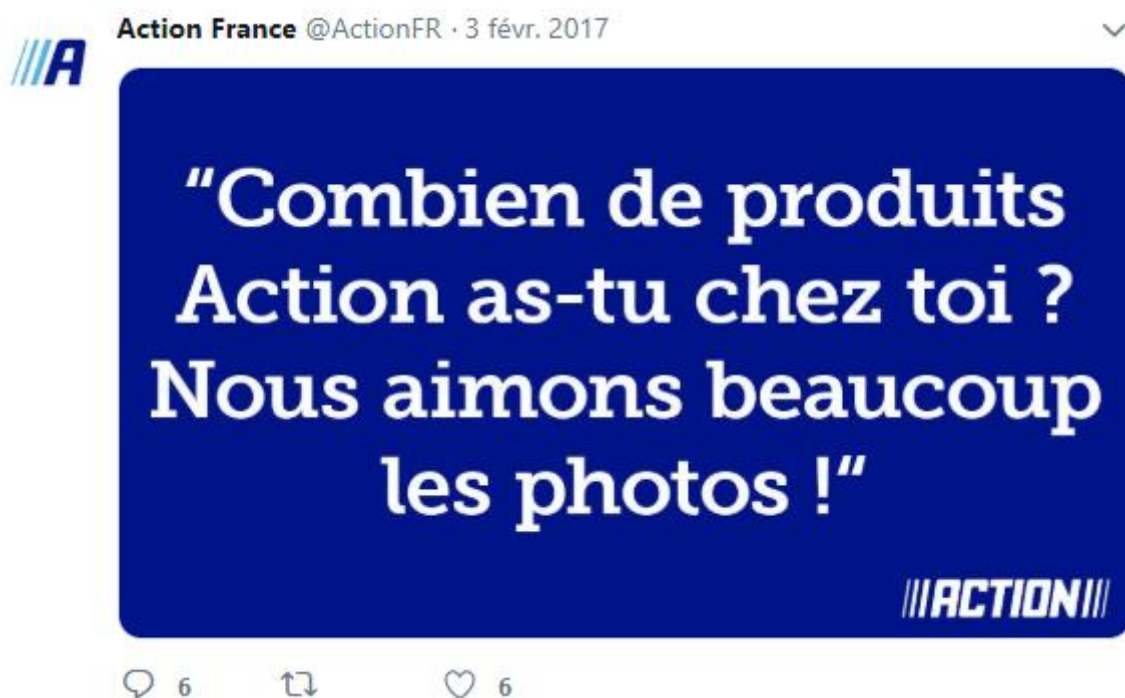 Action France @ActionFR · 3 févr. 2017
A
“Combien de produits
Action as-tu chez toi ?
Nous aimons beaucoup
les photos !“
ACTION
6 6